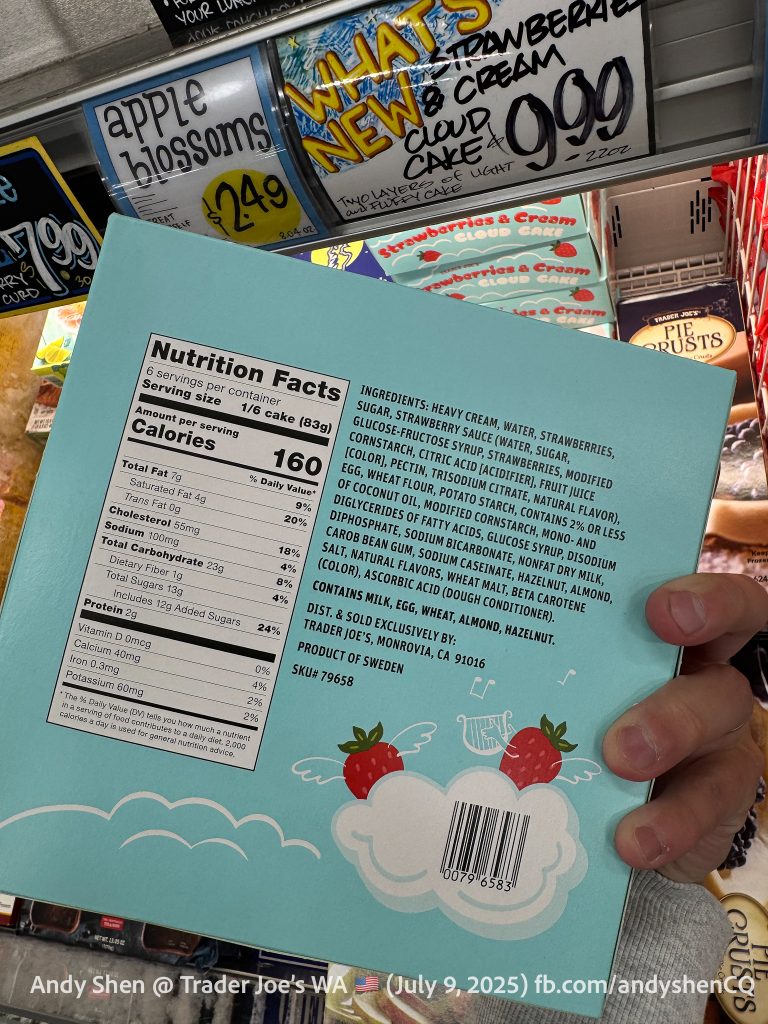 YOUR LUNCH
apple
blossoms
$2.49
8.04 OZ
WHAT'S
NEW
STRAWBERRIES
& CREAM
CLOUD
CAKE
9.99
22 OZ
TWO LAYERS OF LIGHT
and FLUFFY CAKE
7.99
CURD
Strawberries & Cream
CLOUD CAKE
Strawberries & Cream
CLOUD CAKE
TRADER JOE'S
PIE
CRUSTS
Nutrition Facts
6 servings per container
Serving size 1/6 cake (83g)
Amount per serving
Calories 160
% Daily Value*
Total Fat 7g 9%
Saturated Fat 4g 20%
Trans Fat 0g
Cholesterol 55mg 18%
Sodium 100mg 4%
Total Carbohydrate 23g 8%
Dietary Fiber 1g 4%
Total Sugars 13g
Includes 12g Added Sugars 24%
Protein 2g
Vitamin D 0mcg 0%
Calcium 40mg 4%
Iron 0.3mg 2%
Potassium 60mg 2%
* The % Daily Value (DV) tells you how much a nutrient
in a serving of food contributes to a daily diet. 2,000
calories a day is used for general nutrition advice.
INGREDIENTS: HEAVY CREAM, WATER, STRAWBERRIES,
SUGAR, STRAWBERRY SAUCE (WATER, SUGAR,
GLUCOSE-FRUCTOSE SYRUP, STRAWBERRIES, MODIFIED
CORNSTARCH, CITRIC ACID [ACIDIFIER], FRUIT JUICE
[COLOR], PECTIN, TRISODIUM CITRATE, NATURAL FLAVOR),
EGG, WHEAT FLOUR, POTATO STARCH, CONTAINS 2% OR LESS
OF COCONUT OIL, MODIFIED CORNSTARCH, MONO- AND
DIGLYCERIDES OF FATTY ACIDS, GLUCOSE SYRUP, DISODIUM
DIPHOSPHATE, SODIUM BICARBONATE, NONFAT DRY MILK,
CAROB BEAN GUM, SODIUM CASEINATE, HAZELNUT, ALMOND,
SALT, NATURAL FLAVORS, WHEAT MALT, BETA CAROTENE
(COLOR), ASCORBIC ACID (DOUGH CONDITIONER).
CONTAINS MILK, EGG, WHEAT, ALMOND, HAZELNUT.
DIST. & SOLD EXCLUSIVELY BY:
TRADER JOE'S, MONROVIA, CA 91016
PRODUCT OF SWEDEN
SKU# 79658
0079 6583
PIE
CRUSTS
Andy Shen @ Trader Joe's WA 🇺🇸 (July 9, 2025) fb.com/andyshenCQ